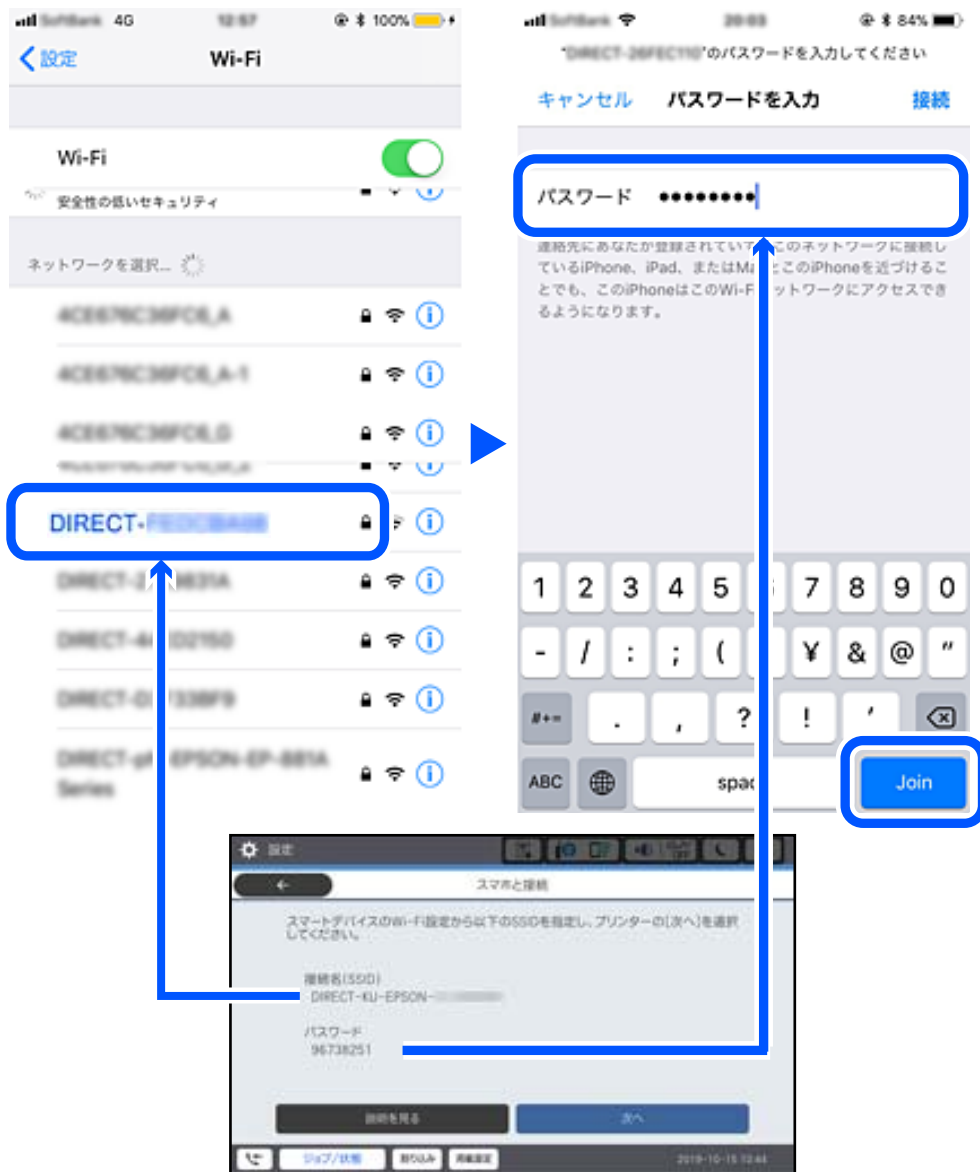 4G
100%
設定
Wi-Fi
Wi-Fi
安全性の低いセキュリティ
ネットワークを選択...
DIRECT-
84%
のパスワードを入力してください
キャンセル パスワードを入力 接続
パスワード ••••••••
連絡先にあなたが登録されていて、このネットワークに接続し
ているiPhone、iPad、またはMacとこのiPhoneを近づけるこ
とでも、このiPhoneはこのWi-Fiネットワークにアクセスでき
るようになります。
1 2 3 4 5 7 8 9 0
- / : ; ( ¥ & @ "
#+= . , ? ! '
ABC space Join
設定
スマホと接続
スマートデバイスのWi-Fi設定から以下のSSIDを指定し、プリンターの[次へ]を選択
してください。
接続名(SSID)
DIRECT-KU-EPSON-
パスワード
96738251
説明を見る 次へ
ジョブ/状態 割り込み
2019-10-15 12:44